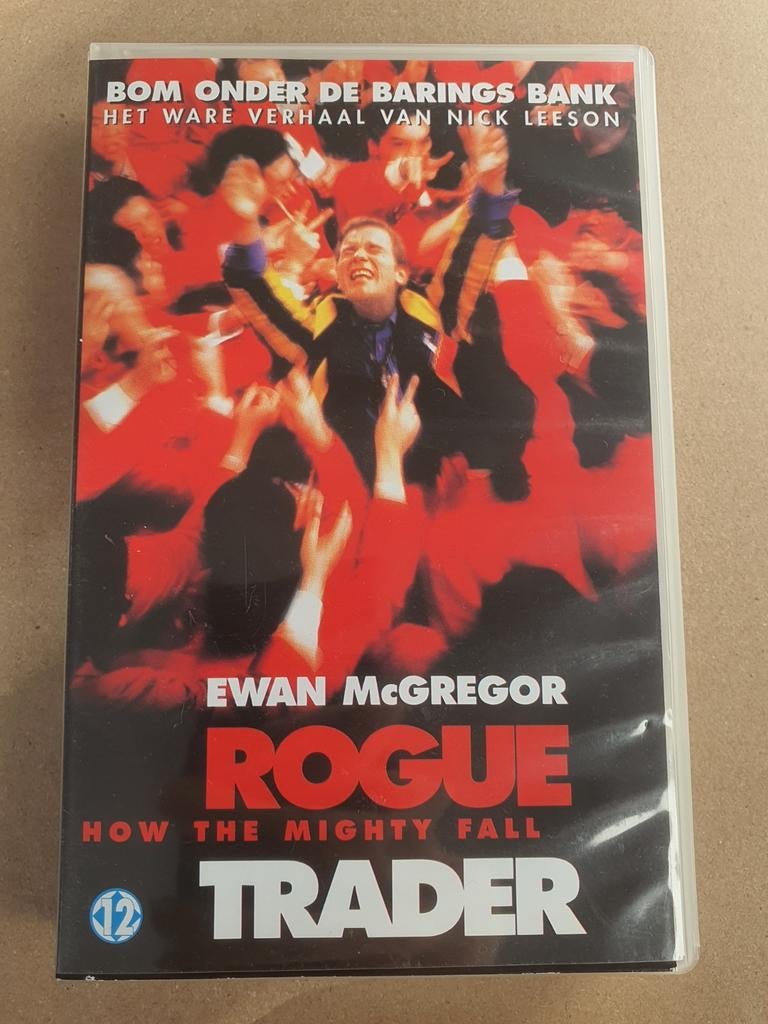 BOM ONDER DE BARINGS BANK
HET WARE VERHAAL VAN NICK LEESON
EWAN McGREGOR
ROGUE
HOW THE MIGHTY FALL
TRADER
12